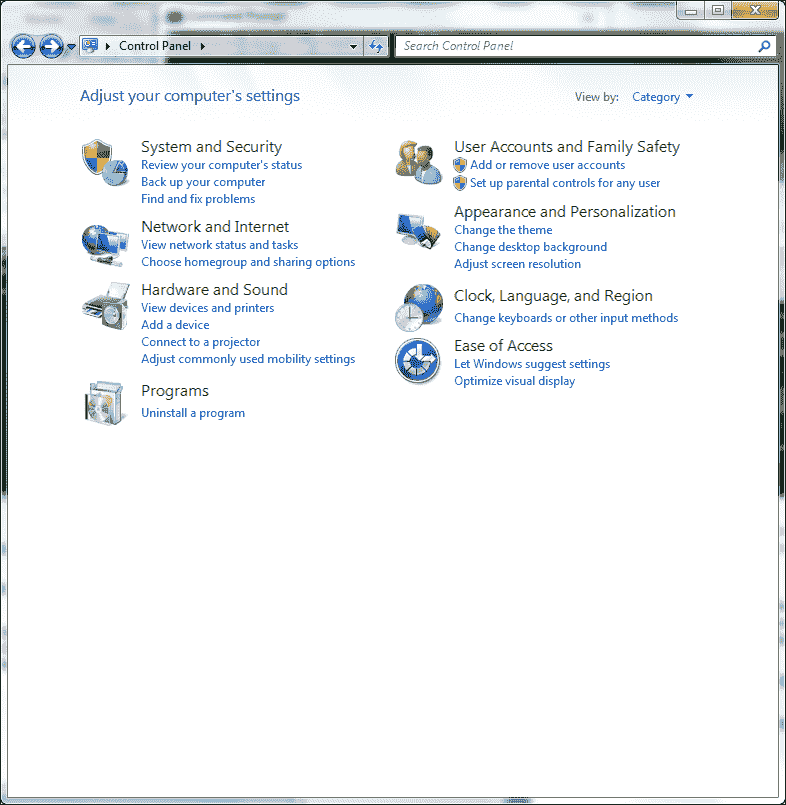 Control Panel
Search Control Panel
Adjust your computer's settings
View by: Category
System and Security
Review your computer's status
Back up your computer
Find and fix problems
Network and Internet
View network status and tasks
Choose homegroup and sharing options
Hardware and Sound
View devices and printers
Add a device
Connect to a projector
Adjust commonly used mobility settings
Programs
Uninstall a program
User Accounts and Family Safety
Add or remove user accounts
Set up parental controls for any user
Appearance and Personalization
Change the theme
Change desktop background
Adjust screen resolution
Clock, Language, and Region
Change keyboards or other input methods
Ease of Access
Let Windows suggest settings
Optimize visual display